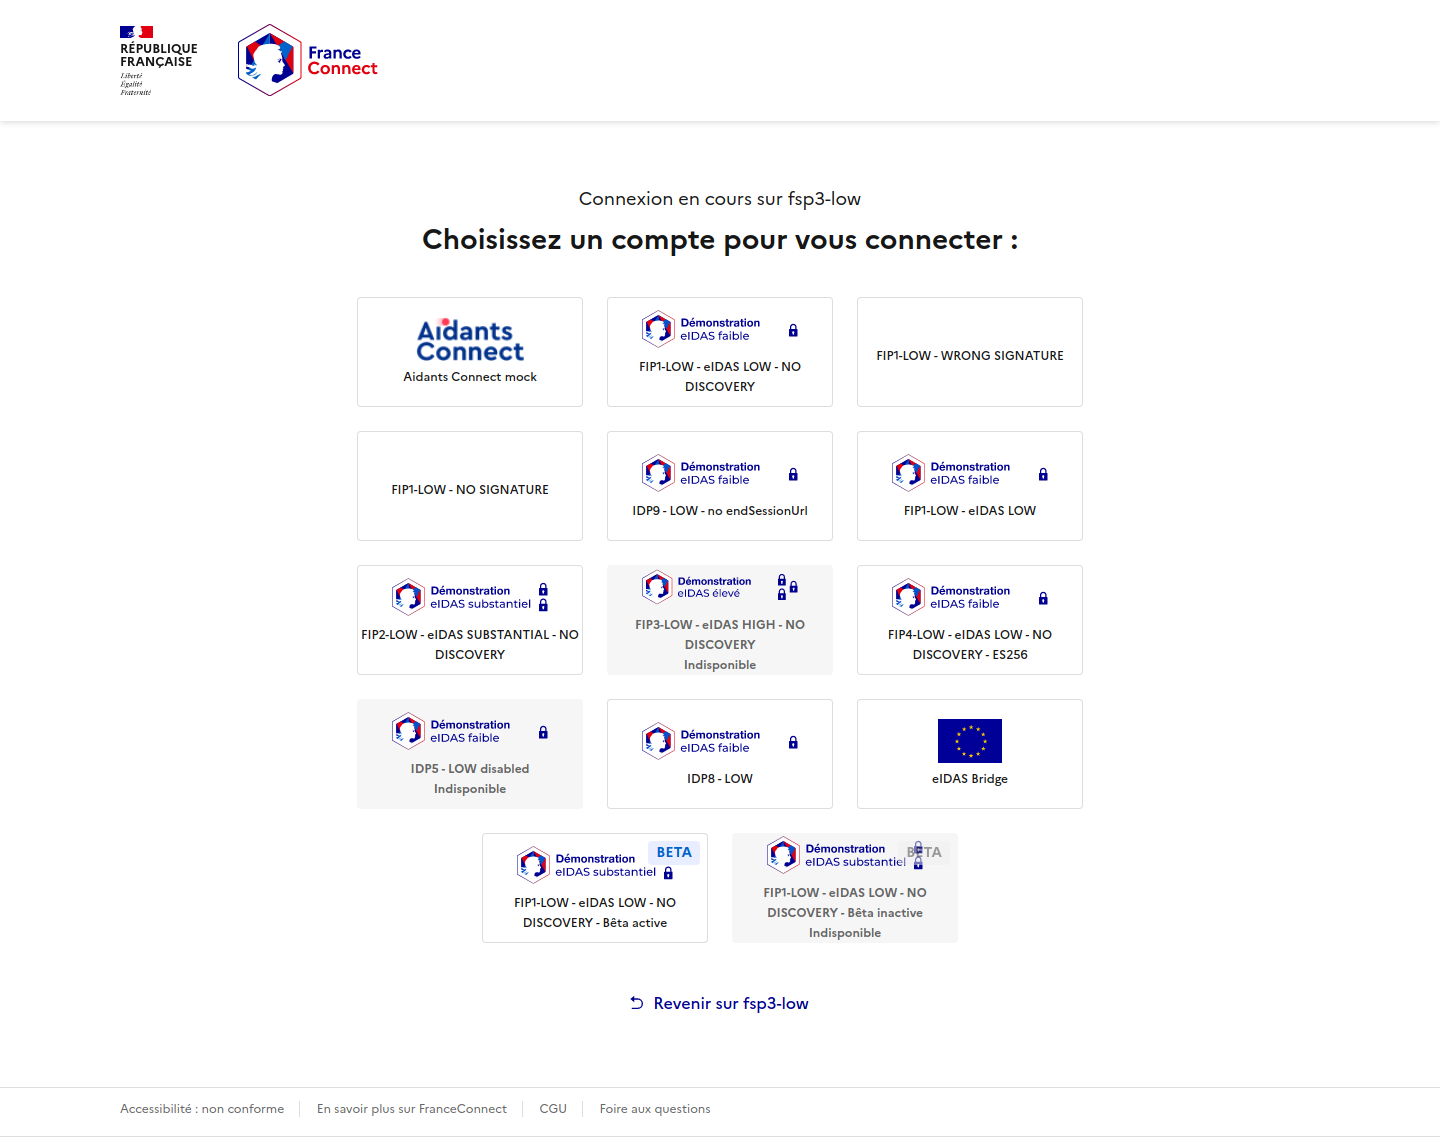 RÉPUBLIQUE
FRANÇAISE
Liberté
Égalité
Fraternité
France
Connect
Connexion en cours sur fsp3-low
Choisissez un compte pour vous connecter :
Aidants
Connect
Aidants Connect mock
Démonstration
eIDAS faible
FIP1-LOW - eIDAS LOW - NO
DISCOVERY
FIP1-LOW - WRONG SIGNATURE
FIP1-LOW - NO SIGNATURE
Démonstration
eIDAS faible
IDP9 - LOW - no endSessionUrl
Démonstration
eIDAS faible
FIP1-LOW - eIDAS LOW
Démonstration
eIDAS substantiel
FIP2-LOW - eIDAS SUBSTANTIAL - NO
DISCOVERY
Démonstration
eIDAS élevé
FIP3-LOW - eIDAS HIGH - NO
DISCOVERY
Indisponible
Démonstration
eIDAS faible
FIP4-LOW - eIDAS LOW - NO
DISCOVERY - ES256
Démonstration
eIDAS faible
IDP5 - LOW disabled
Indisponible
Démonstration
eIDAS faible
IDP8 - LOW
eIDAS Bridge
BETA
Démonstration
eIDAS substantiel
FIP1-LOW - eIDAS LOW - NO
DISCOVERY - Bêta active
BETA
Démonstration
eIDAS substantiel
FIP1-LOW - eIDAS LOW - NO
DISCOVERY - Bêta inactive
Indisponible
Revenir sur fsp3-low
Accessibilité : non conforme
En savoir plus sur FranceConnect
CGU
Foire aux questions